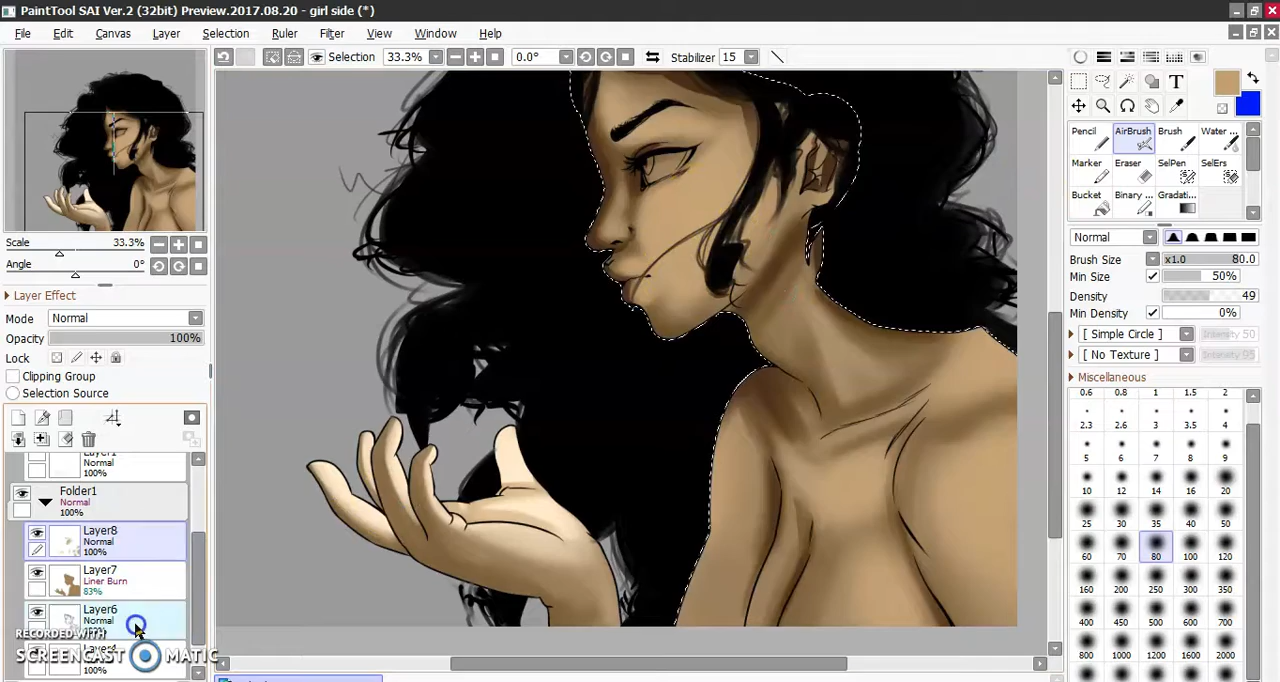 PaintTool SAI Ver.2 (32bit) Preview.2017.08.20 - girl side (*)
File Edit Canvas Layer Selection Ruler Filter View Window Help
Selection 33.3% 0.0° Stabilizer 15
T
Pencil AirBrush Brush Water ...
Marker Eraser SelPen SelErs
Bucket Binary ... Gradati...
Scale 33.3%
Angle 0°
Layer Effect
Mode Normal
Opacity 100%
Lock
Clipping Group
Selection Source
Layer1
Normal
100%
Folder1
Normal
100%
Layer8
Normal
100%
Layer7
Liner Burn
83%
Layer6
Normal
100%
RECORDED WITH
SCREENCAST MATIC
Normal
Brush Size x1.0 80.0
Min Size 50%
Density 49
Min Density 0%
[ Simple Circle ] Intensity 50
[ No Texture ] Intensity 95
Miscellaneous
0.6 0.8 1 1.5 2
2.3 2.6 3 3.5 4
5 6 7 8 9
10 12 14 16 20
25 30 35 40 50
60 70 80 100 120
160 200 250 300 350
400 450 500 600 700
800 1000 1200 1600 2000